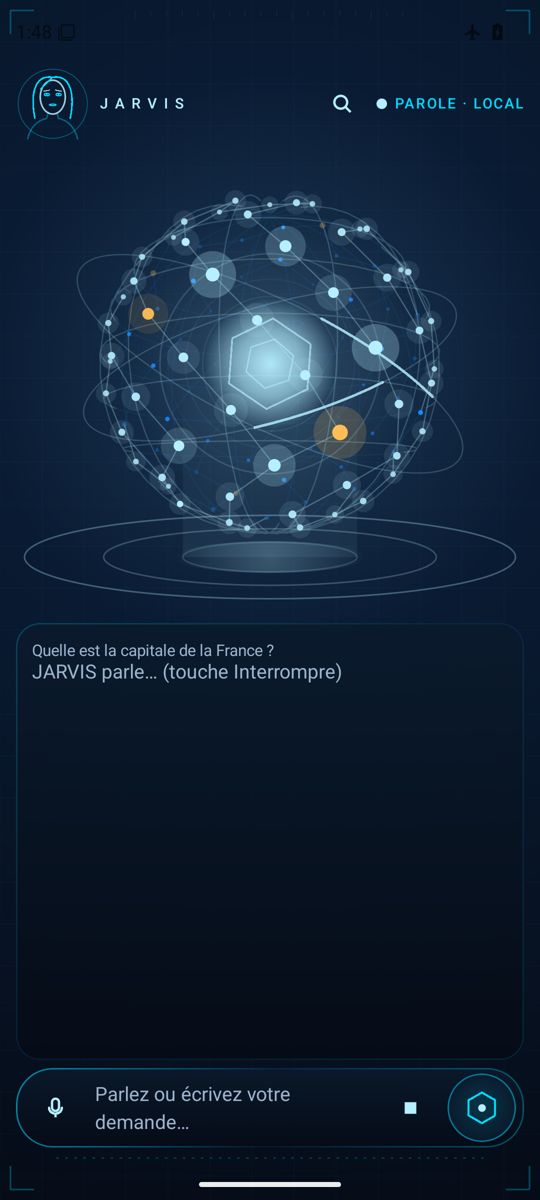 1:48
JARVIS
PAROLE · LOCAL
Quelle est la capitale de la France ?
JARVIS parle… (touche Interrompre)
Parlez ou écrivez votre
demande…